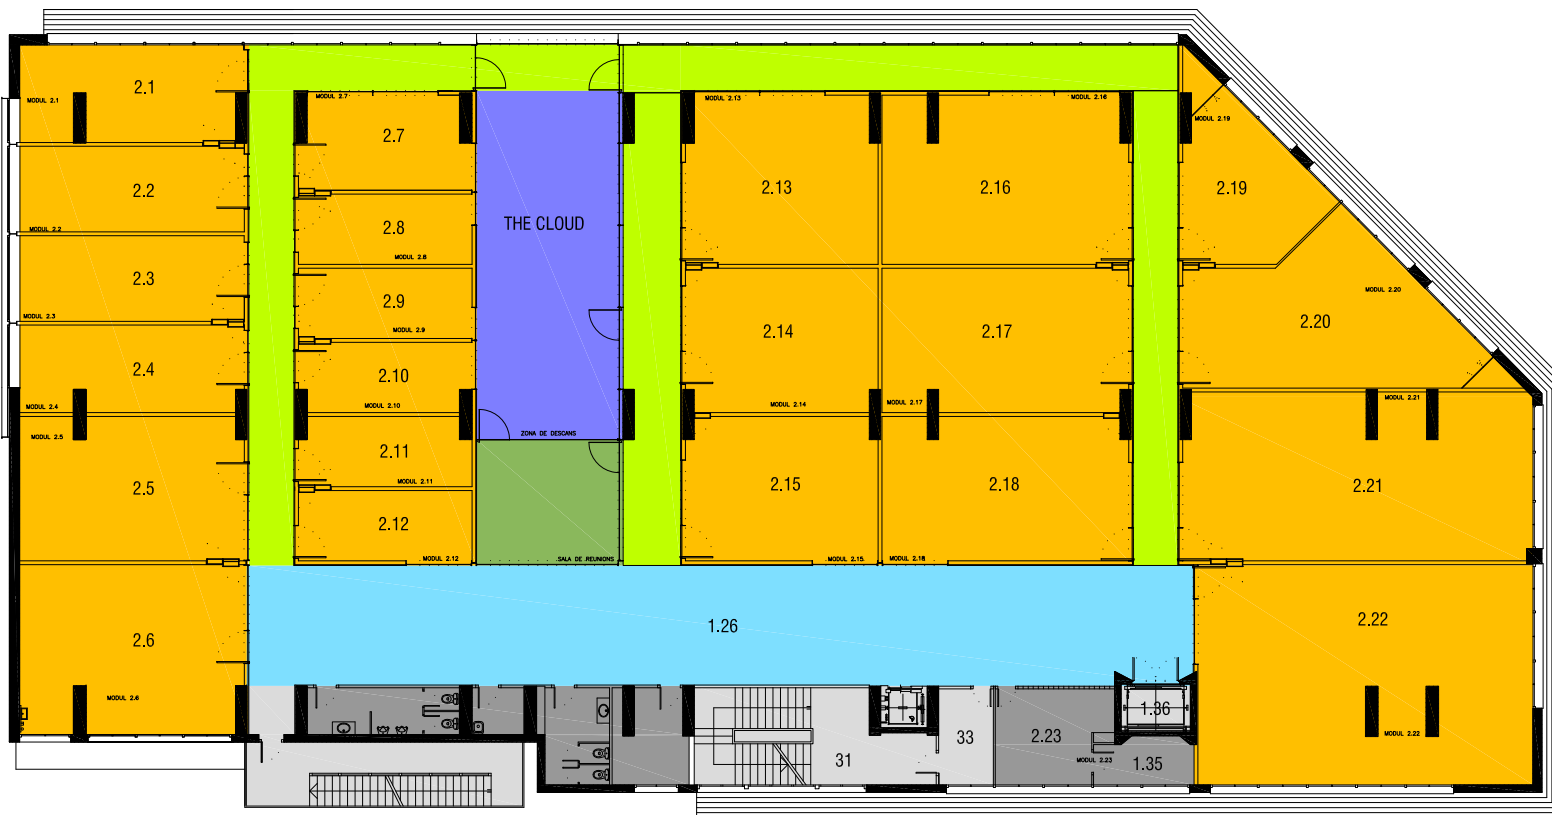 2.1
MODUL 2.1
2.2
MODUL 2.2
2.3
MODUL 2.3
2.4
MODUL 2.4
MODUL 2.5
2.5
2.6
MODUL 2.6
MODUL 2.7
2.7
2.8
MODUL 2.8
2.9
MODUL 2.9
2.10
MODUL 2.10
2.11
MODUL 2.11
2.12
MODUL 2.12
THE CLOUD
ZONA DE DESCANS
SALA DE REUNIONS
MODUL 2.13
2.13
2.14
MODUL 2.14
2.15
MODUL 2.15
MODUL 2.16
2.16
2.17
MODUL 2.17
2.18
MODUL 2.18
MODUL 2.19
2.19
MODUL 2.20
2.20
MODUL 2.21
2.21
2.22
MODUL 2.22
1.26
31
33
2.23
MODUL 2.23
1.36
1.35